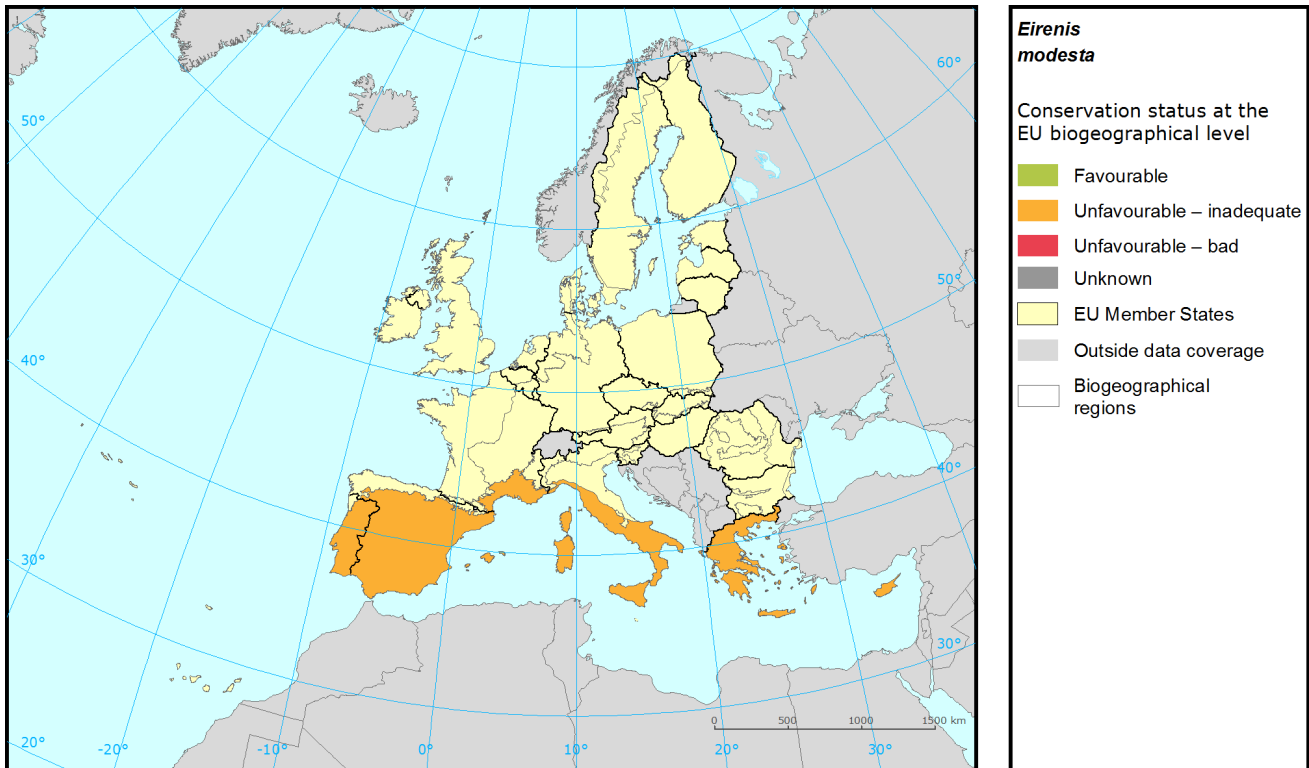 Eirenis
modesta
Conservation status at the
EU biogeographical level
Favourable
Unfavourable – inadequate
Unfavourable – bad
Unknown
EU Member States
Outside data coverage
Biogeographical
regions
60°
50°
50°
40°
40°
30°
30°
0 500 1000 1500 km
20° -20° -10° 0° 10° 20° 30°